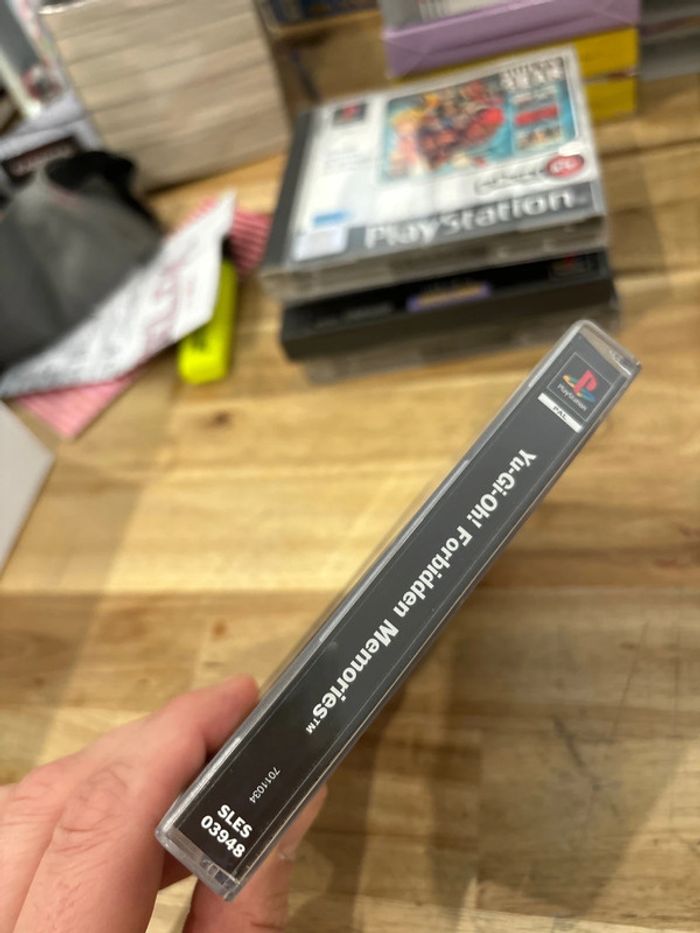 PlayStation
PAL
Yu-Gi-Oh! Forbidden Memories™
7011034
SLES
03948
PlayStation